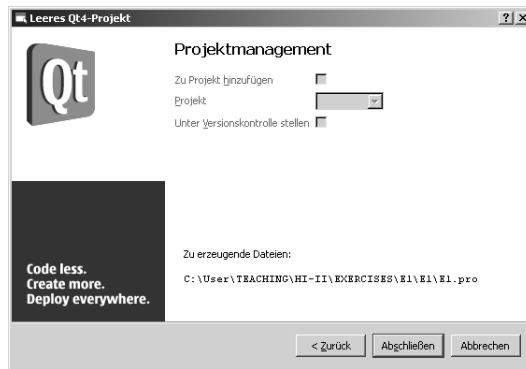 Leeres Qt4-Projekt
Qt
Projektmanagement
Zu Projekt hinzufügen
Projekt
Unter Versionskontrolle stellen
Zu erzeugende Dateien:
C:\User\TEACHING\HI-II\EXERCISES\E1\E1\E1.pro
Code less.
Create more.
Deploy everywhere.
< Zurück
Abschließen
Abbrechen